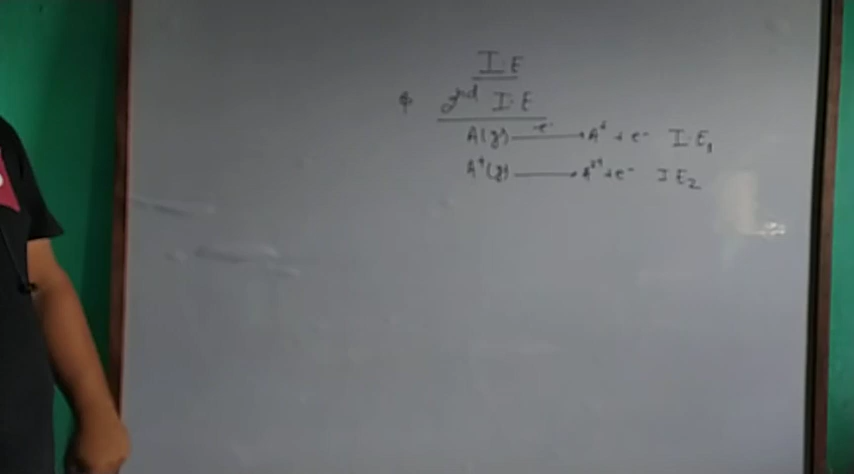 I.E
2nd I.E
A(g) -e⁻→ A⁺ + e⁻ I.E₁
A⁺(g) → A²⁺ + e⁻ I E₂